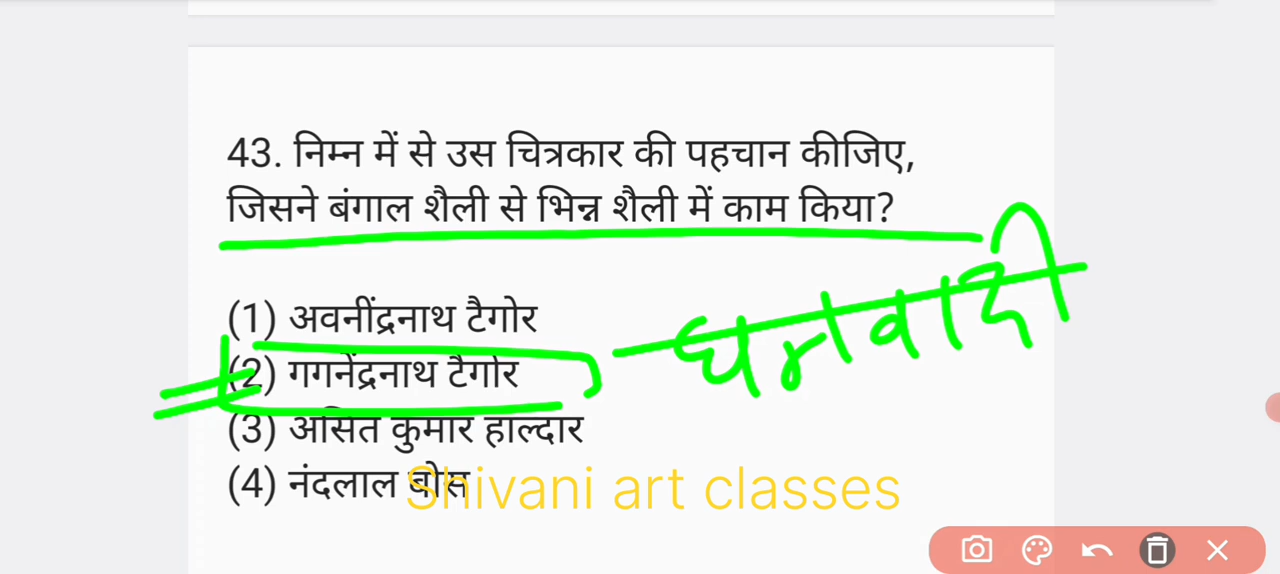 43. निम्न में से उस चित्रकार की पहचान कीजिए,
जिसने बंगाल शैली से भिन्न शैली में काम किया?
(1) अवनींद्रनाथ टैगोर
(2) गगनेंद्रनाथ टैगोर
घनवादी
(3) असित कुमार हाल्दार
(4) नंदलाल बोस
Shivani art classes